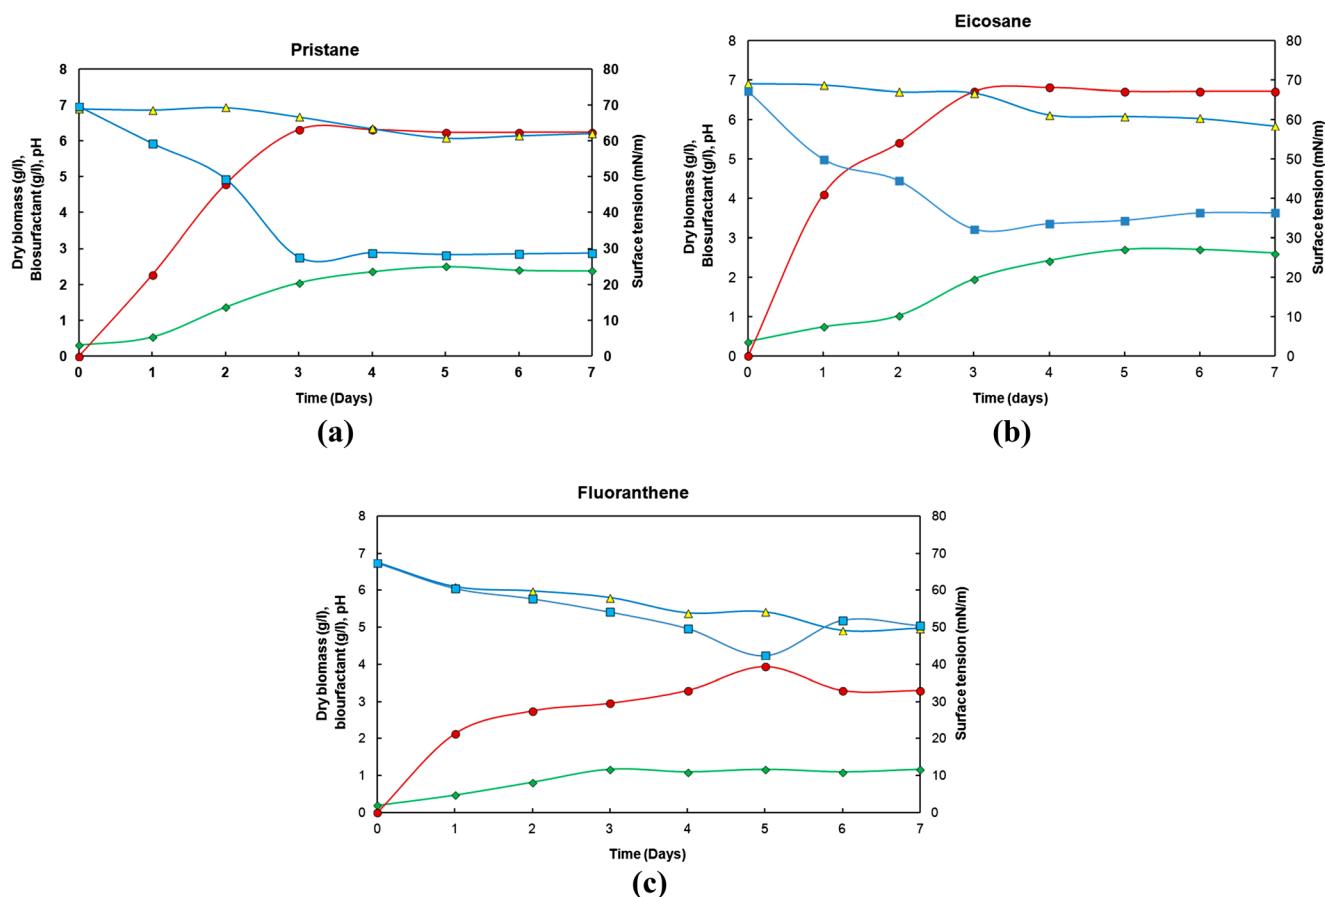 Pristane
8 7 6 5 4 3 2 1 0
Dry biomass (g/l),
Biosurfactant (g/l), pH
80 70 60 50 40 30 20 10 0
Surface tension (mN/m)
0 1 2 3 4 5 6 7
Time (Days)
(a)
Eicosane
8 7 6 5 4 3 2 1 0
Dry biomass (g/l),
Biosurfactant (g/l), pH
80 70 60 50 40 30 20 10 0
Surface tension (mN/m)
0 1 2 3 4 5 6 7
Time (days)
(b)
Fluoranthene
8 7 6 5 4 3 2 1 0
Dry biomass (g/l),
biourfactant (g/l), pH
80 70 60 50 40 30 20 10 0
Surface tension (mN/m)
0 1 2 3 4 5 6 7
Time (Days)
(c)